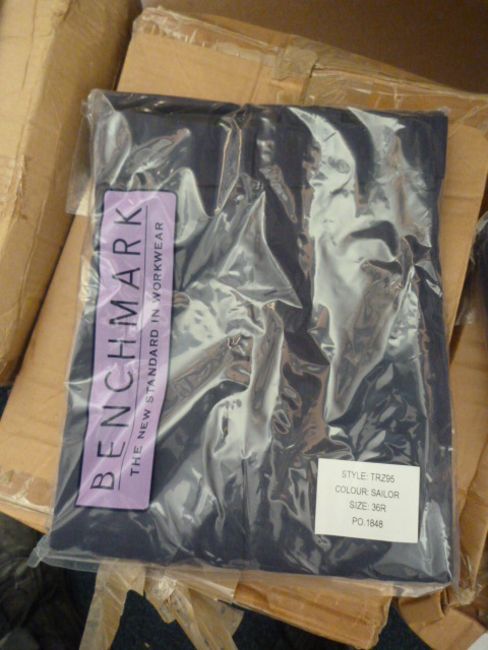 BENCHMARK
THE NEW STANDARD IN WORKWEAR
STYLE: TRZ95
COLOUR: SAILOR
SIZE: 36R
PO.1848